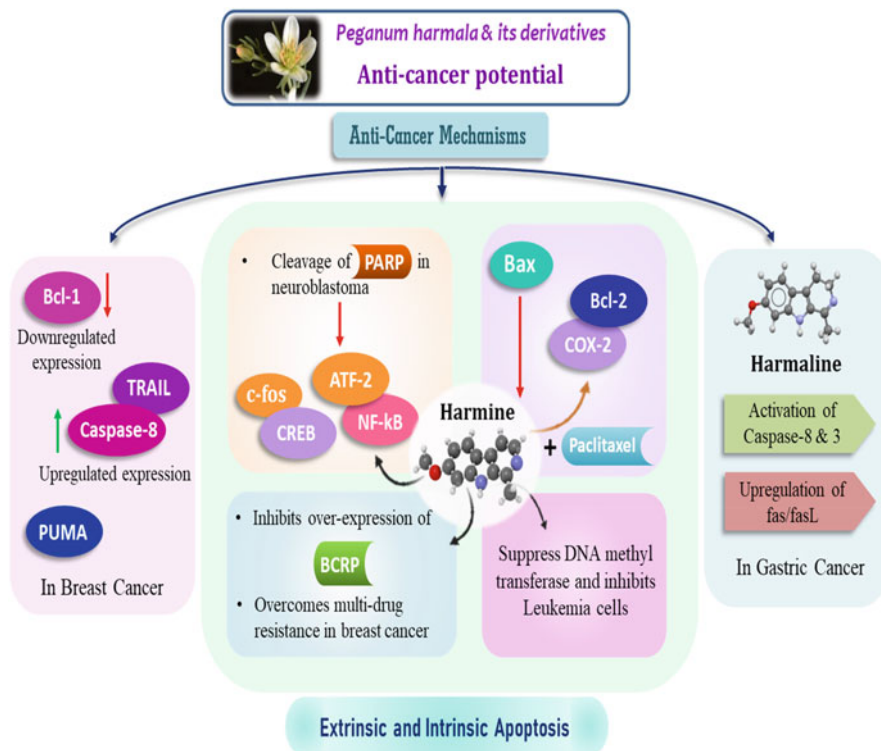 Peganum harmala & its derivatives
Anti-cancer potential
Anti-Cancer Mechanisms
Bcl-1
Downregulated
expression
TRAIL
Caspase-8
Upregulated expression
PUMA
In Breast Cancer
• Cleavage of PARP in
neuroblastoma
ATF-2
c-fos
NF-kB
CREB
Bax
Bcl-2
COX-2
Harmine
+ Paclitaxel
• Inhibits over-expression of
BCRP
• Overcomes multi-drug
resistance in breast cancer
Suppress DNA methyl
transferase and inhibits
Leukemia cells
Harmaline
Activation of
Caspase-8 & 3
Upregulation of
fas/fasL
In Gastric Cancer
Extrinsic and Intrinsic Apoptosis